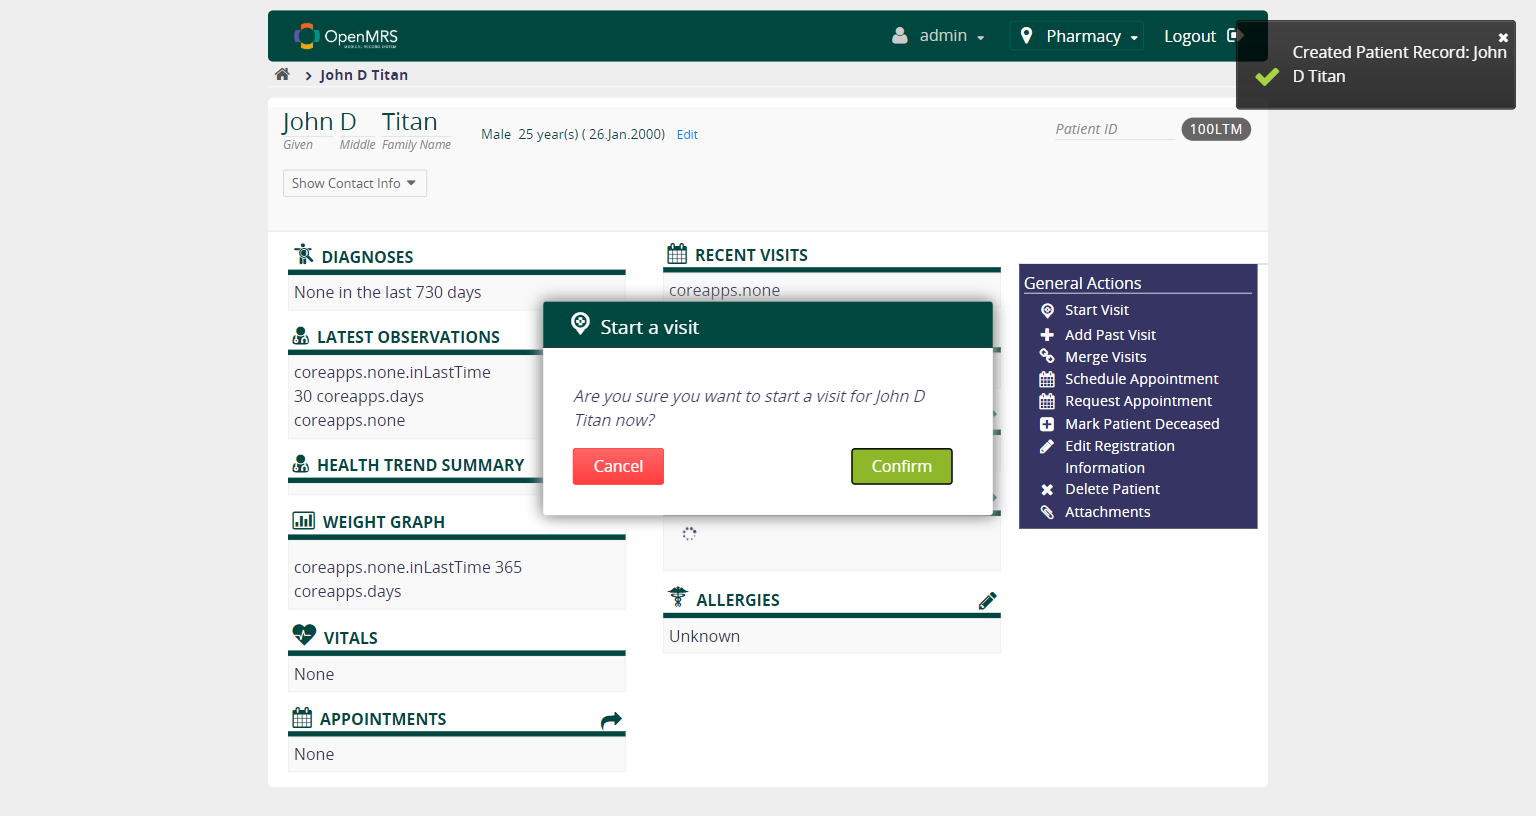 OpenMRS
MEDICAL RECORD SYSTEM
admin
Pharmacy
Logout
Created Patient Record: John
D Titan
John D Titan
John D Titan
Given Middle Family Name
Male 25 year(s) ( 26.Jan.2000) Edit
Patient ID 100LTM
Show Contact Info
DIAGNOSES
None in the last 730 days
LATEST OBSERVATIONS
coreapps.none.inLastTime
30 coreapps.days
coreapps.none
HEALTH TREND SUMMARY
WEIGHT GRAPH
coreapps.none.inLastTime 365
coreapps.days
VITALS
None
APPOINTMENTS
None
RECENT VISITS
coreapps.none
Start a visit
Are you sure you want to start a visit for John D
Titan now?
Cancel
Confirm
ALLERGIES
Unknown
General Actions
Start Visit
Add Past Visit
Merge Visits
Schedule Appointment
Request Appointment
Mark Patient Deceased
Edit Registration
Information
Delete Patient
Attachments